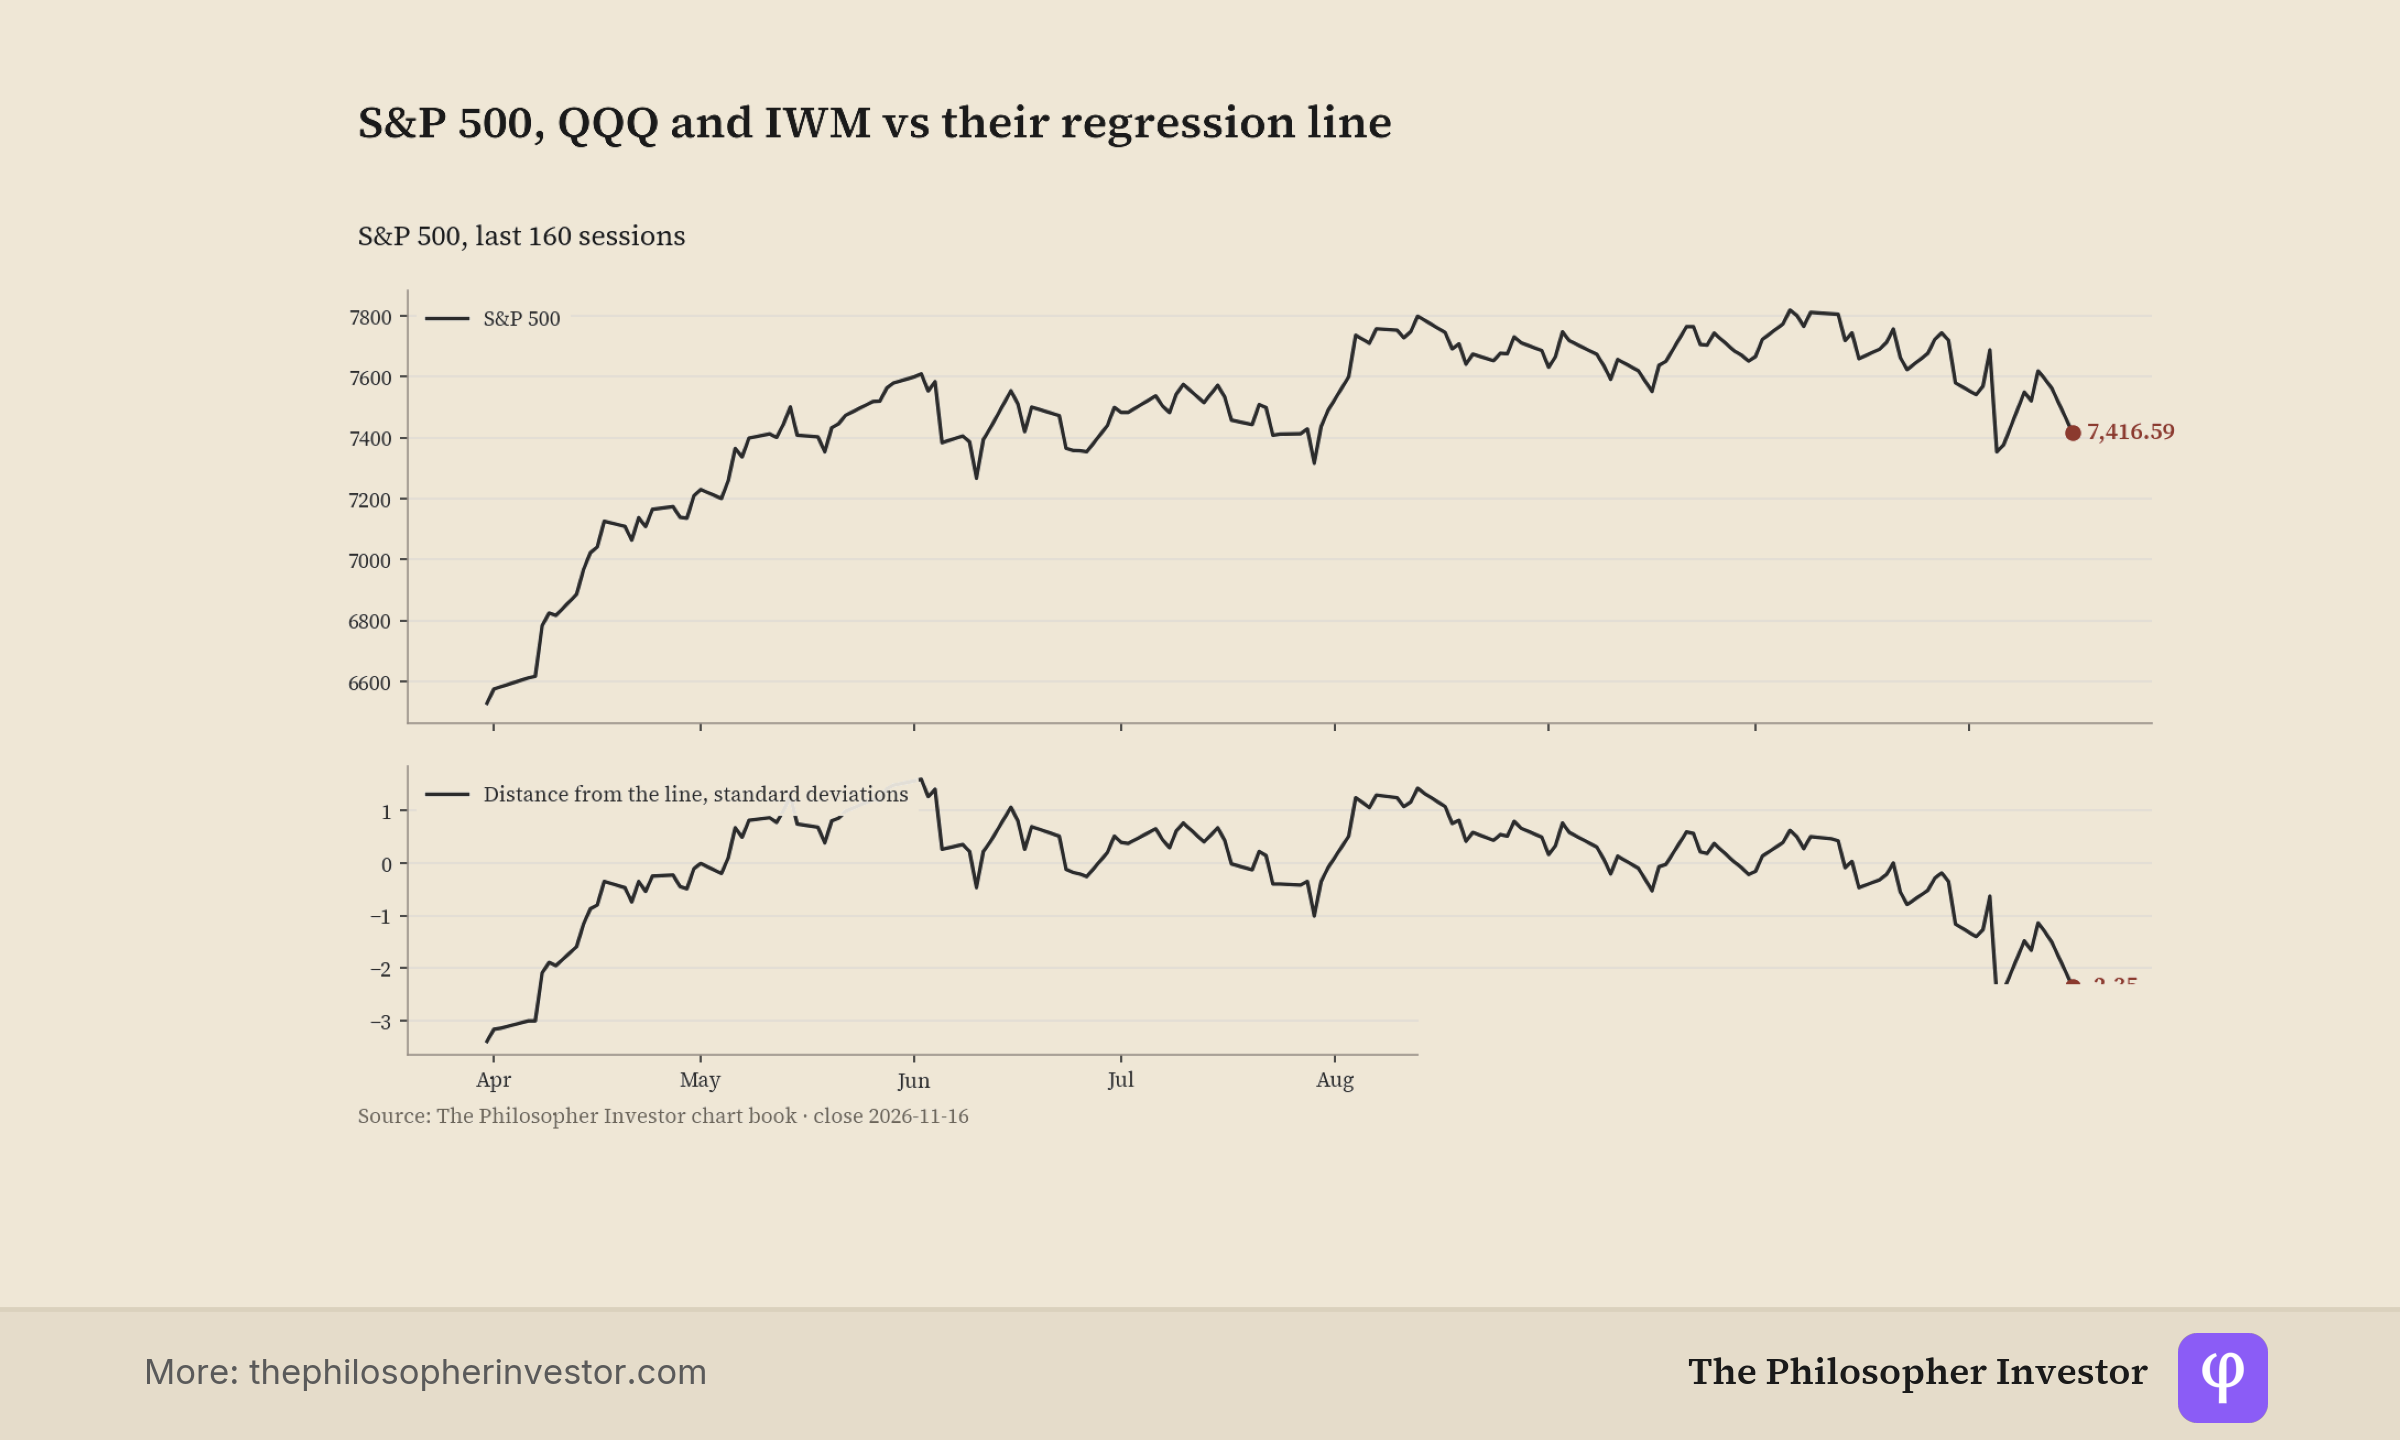 S&P 500, QQQ and IWM vs their regression line
S&P 500, last 160 sessions
S&P 500
7800
7600
7400
7200
7000
6800
6600
7,416.59
Distance from the line, standard deviations
1
0
−1
−2
−3
Apr May Jun Jul Aug
Source: The Philosopher Investor chart book · close 2026-11-16
More: thephilosopherinvestor.com
The Philosopher Investor
φ